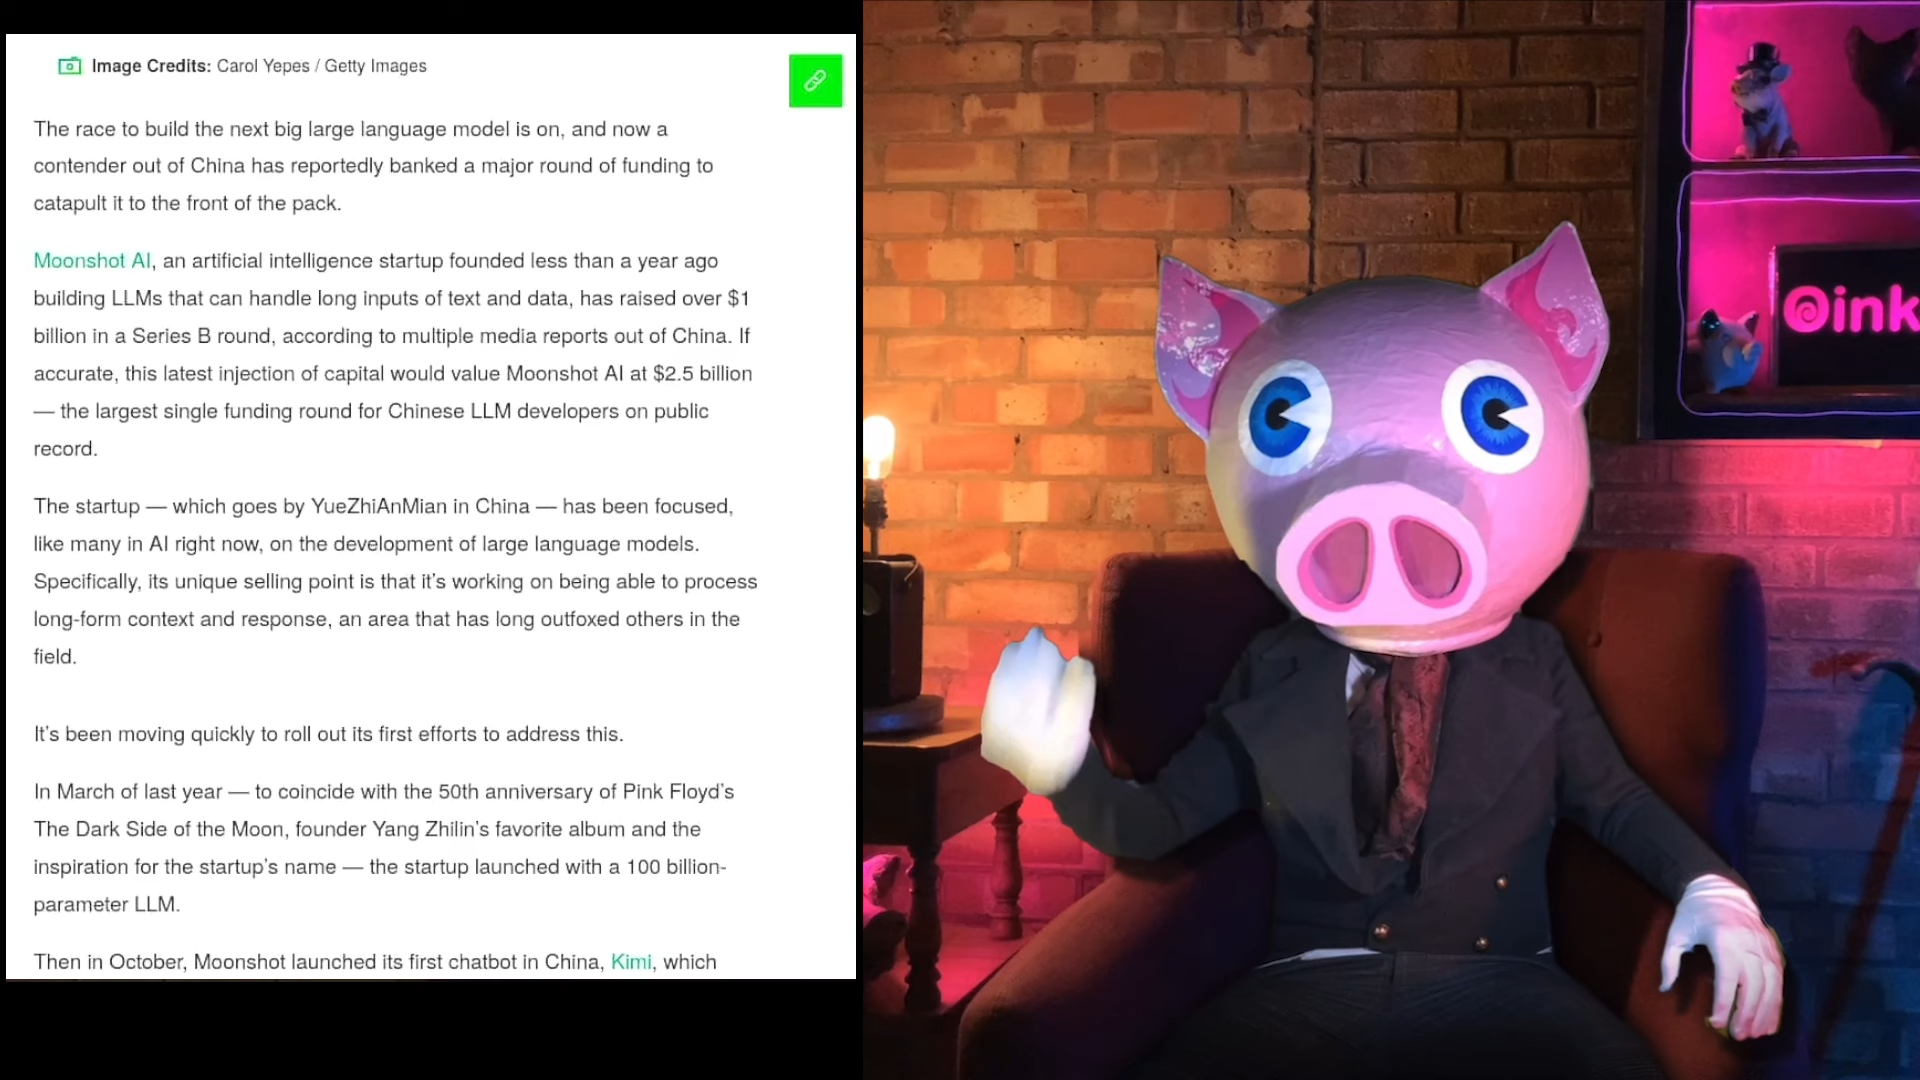 Image Credits: Carol Yepes / Getty Images
The race to build the next big large language model is on, and now a
contender out of China has reportedly banked a major round of funding to
catapult it to the front of the pack.
Moonshot AI, an artificial intelligence startup founded less than a year ago
building LLMs that can handle long inputs of text and data, has raised over $1
billion in a Series B round, according to multiple media reports out of China. If
accurate, this latest injection of capital would value Moonshot AI at $2.5 billion
— the largest single funding round for Chinese LLM developers on public
record.
The startup — which goes by YueZhiAnMian in China — has been focused,
like many in AI right now, on the development of large language models.
Specifically, its unique selling point is that it's working on being able to process
long-form context and response, an area that has long outfoxed others in the
field.
It's been moving quickly to roll out its first efforts to address this.
In March of last year — to coincide with the 50th anniversary of Pink Floyd's
The Dark Side of the Moon, founder Yang Zhilin's favorite album and the
inspiration for the startup's name — the startup launched with a 100 billion-
parameter LLM.
Then in October, Moonshot launched its first chatbot in China, Kimi, which
Oink